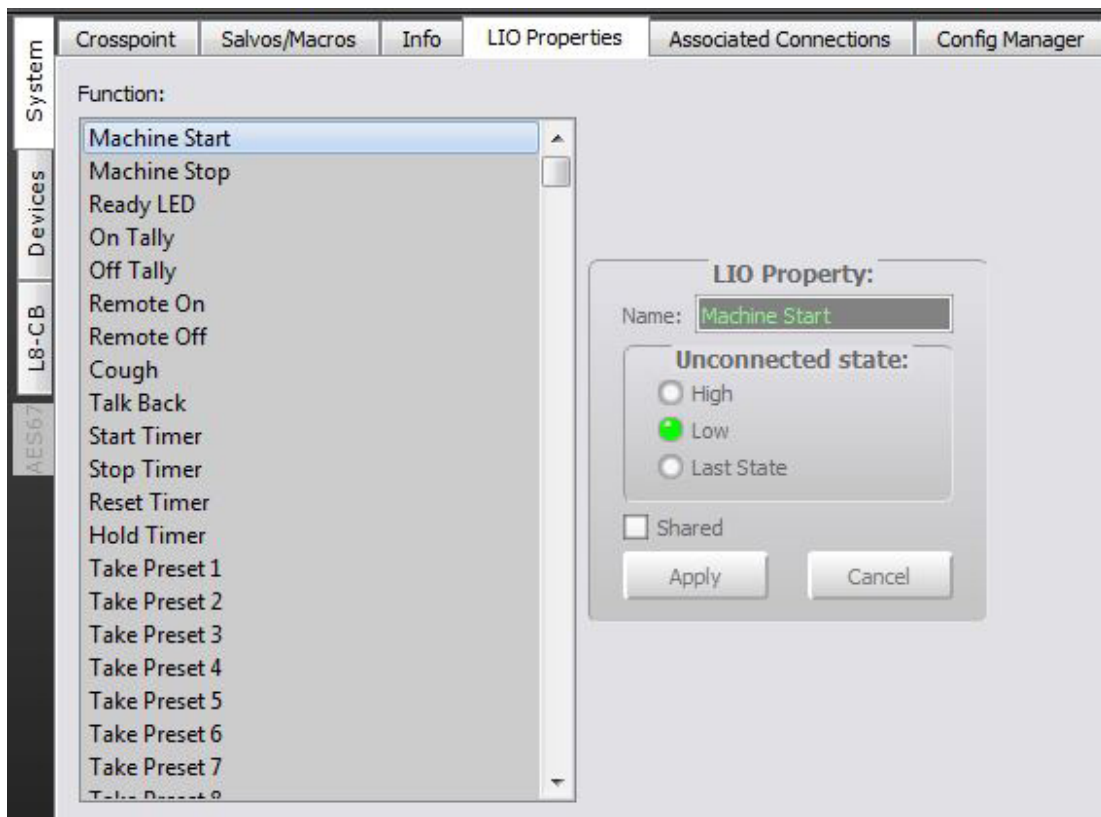 Crosspoint Salvos/Macros Info LIO Properties Associated Connections Config Manager
System
Devices
L8-CB
AES67
Function:
Machine Start
Machine Stop
Ready LED
On Tally
Off Tally
Remote On
Remote Off
Cough
Talk Back
Start Timer
Stop Timer
Reset Timer
Hold Timer
Take Preset 1
Take Preset 2
Take Preset 3
Take Preset 4
Take Preset 5
Take Preset 6
Take Preset 7
Take Preset 8
LIO Property:
Name: Machine Start
Unconnected state:
High
Low
Last State
Shared
Apply Cancel